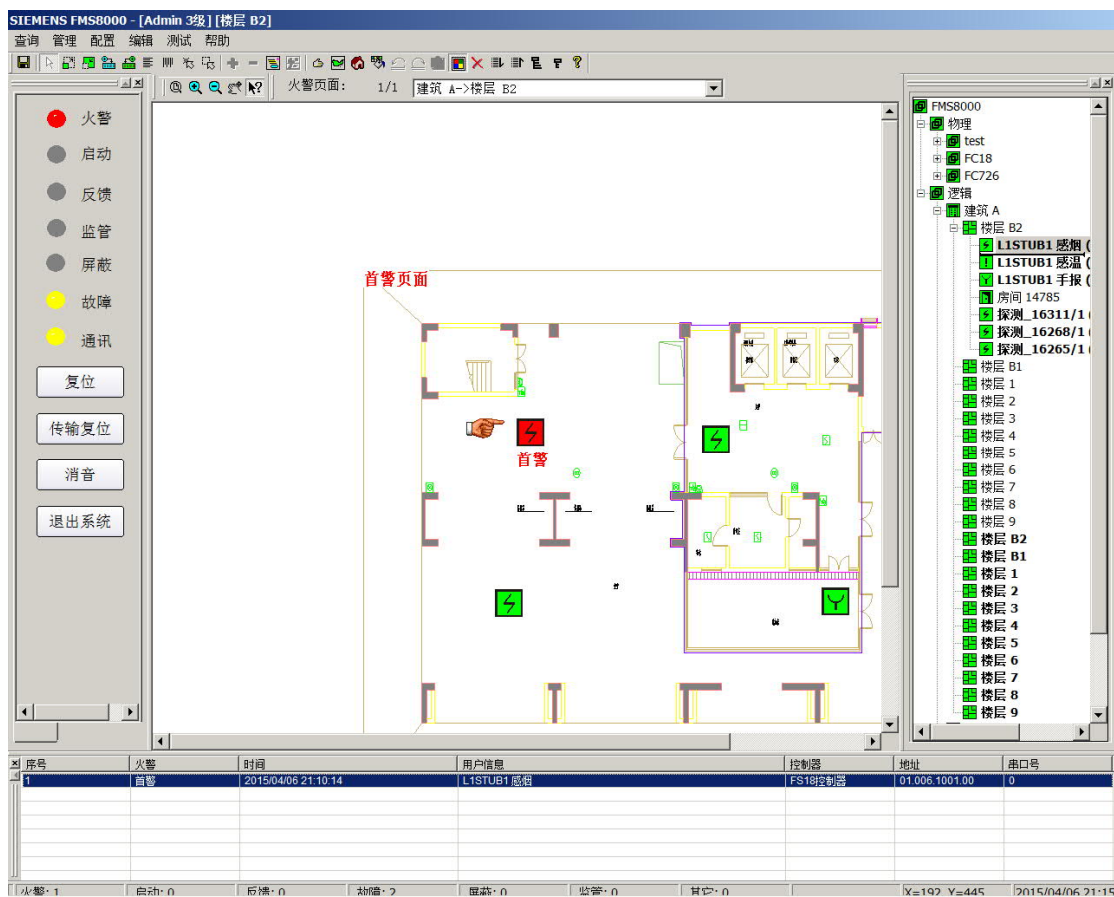 SIEMENS FMS8000 - [Admin 3级] [楼层 B2]
查询 管理 配置 编辑 测试 帮助
火警页面: 1/1 建筑 A->楼层 B2
火警
启动
反馈
监管
屏蔽
故障
通讯
复位
传输复位
消音
退出系统
首警页面
首警
FMS8000
物理
test
FC18
FC726
逻辑
建筑 A
楼层 B2
L1STUB1 感烟 (
L1STUB1 感温 (
L1STUB1 手报 (
房间 14785
探测_16311/1 (
探测_16268/1 (
探测_16265/1 (
楼层 B1
楼层 1
楼层 2
楼层 3
楼层 4
楼层 5
楼层 6
楼层 7
楼层 8
楼层 9
楼层 B2
楼层 B1
楼层 1
楼层 2
楼层 3
楼层 4
楼层 5
楼层 6
楼层 7
楼层 8
楼层 9
序号 火警 时间 用户信息 控制器 地址 串口号
1 首警 2015/04/06 21:10:14 L1STUB1 感烟 FS18控制器 01.006.1001.00 0
火警: 1 启动: 0 反馈: 0 故障: 2 屏蔽: 0 监管: 0 其它: 0 X=192 Y=445 2015/04/06 21:15